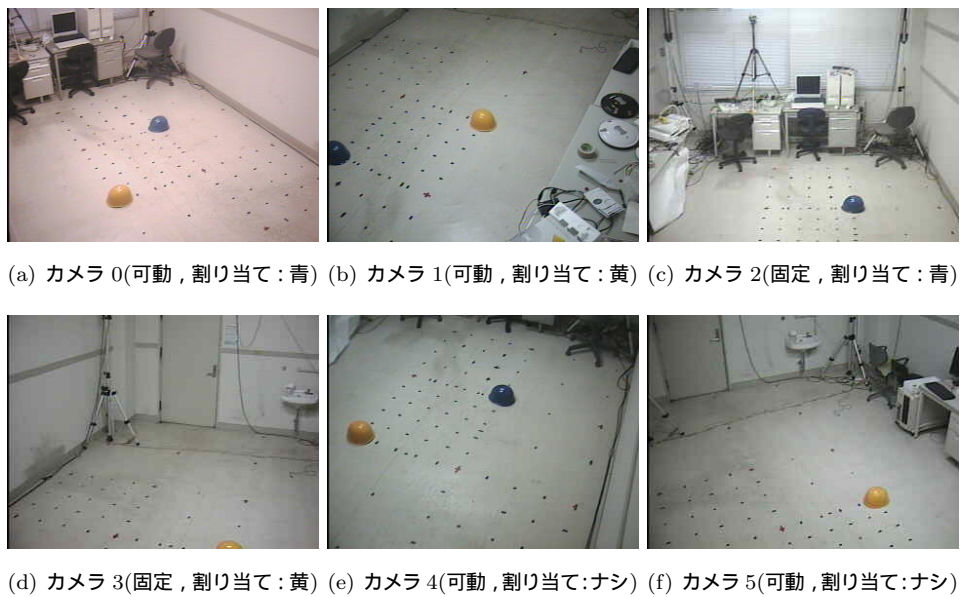 (a) カメラ 0(可動 , 割り当て : 青)
(b) カメラ 1(可動 , 割り当て : 黄)
(c) カメラ 2(固定 , 割り当て : 青)
(d) カメラ 3(固定 , 割り当て : 黄)
(e) カメラ 4(可動 , 割り当て : ナシ)
(f) カメラ 5(可動 , 割り当て : ナシ)